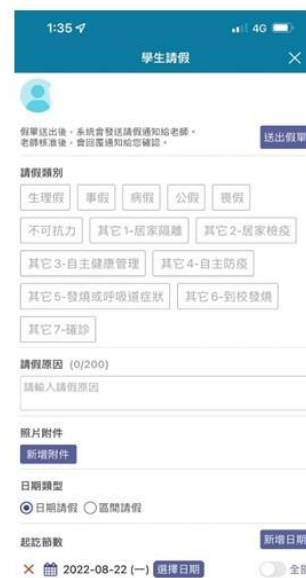 1:35
4G
學生請假
假單送出後，系統會發送請假通知給老師。
老師核准後，會回覆通知給您確認。
送出假單
請假類別
生理假 事假 病假 公假 喪假
不可抗力 其它1-居家隔離 其它2-居家檢疫
其它3-自主健康管理 其它4-自主防疫
其它5-發燒或呼吸道症狀 其它6-到校發燒
其它7-確診
請假原因 (0/200)
請輸入請假原因
照片附件
新增附件
日期類型
日期請假 區間請假
起訖節數 新增日期
2022-08-22 (一) 選擇日期 全部